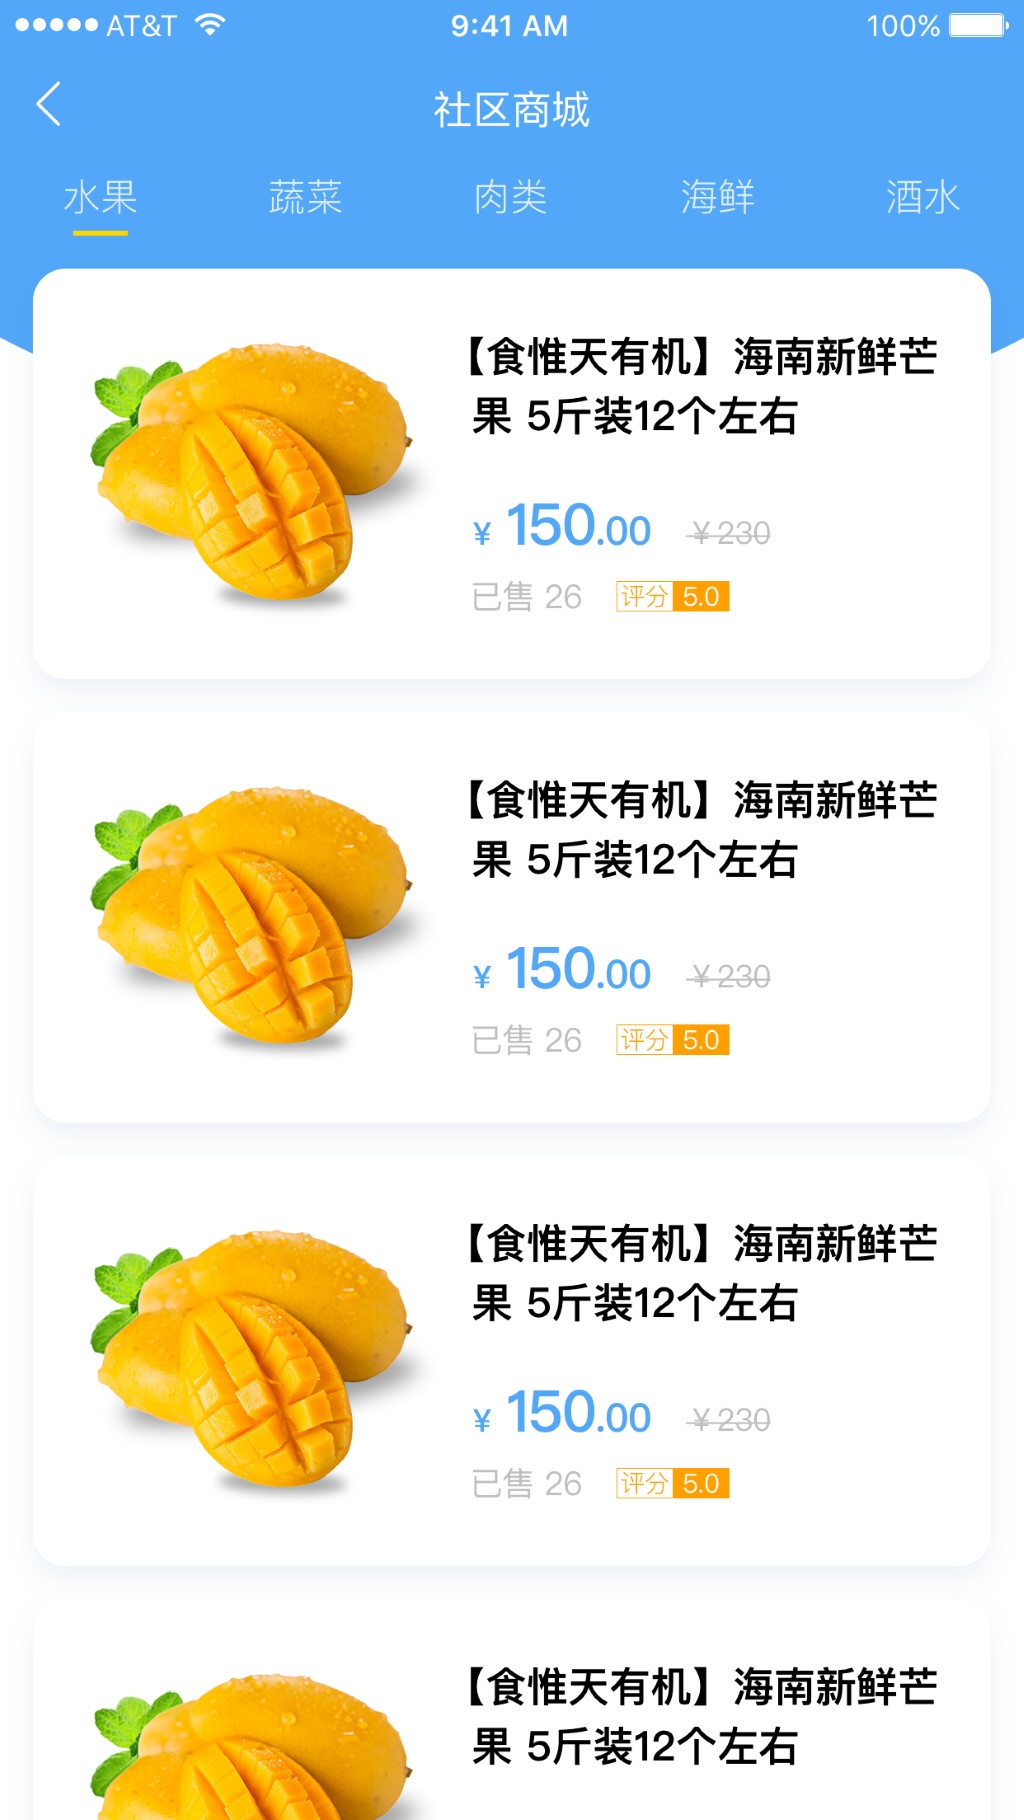 AT&T 9:41 AM 100%
社区商城
水果 蔬菜 肉类 海鲜 酒水
【食惟天有机】海南新鲜芒
果 5斤装12个左右
¥ 150.00 ¥230
已售 26 评分 5.0
【食惟天有机】海南新鲜芒
果 5斤装12个左右
¥ 150.00 ¥230
已售 26 评分 5.0
【食惟天有机】海南新鲜芒
果 5斤装12个左右
¥ 150.00 ¥230
已售 26 评分 5.0
【食惟天有机】海南新鲜芒
果 5斤装12个左右